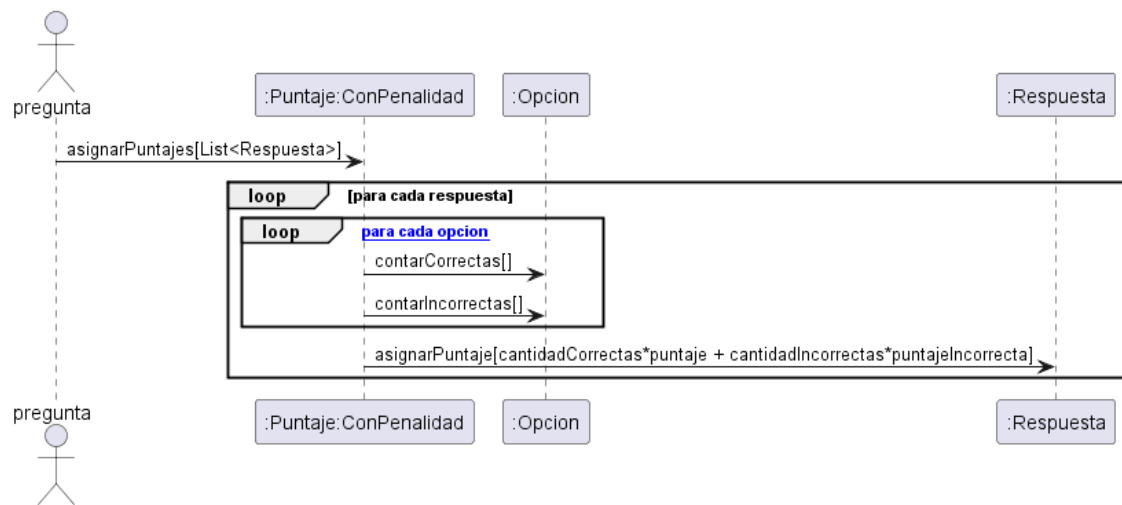 pregunta
:Puntaje:ConPenalidad
:Opcion
:Respuesta
asignarPuntajes[List<Respuesta>]
loop
[para cada respuesta]
loop
para cada opcion
contarCorrectas[]
contarIncorrectas[]
asignarPuntaje[cantidadCorrectas*puntaje + cantidadIncorrectas*puntajeIncorrecta]
pregunta
:Puntaje:ConPenalidad
:Opcion
:Respuesta